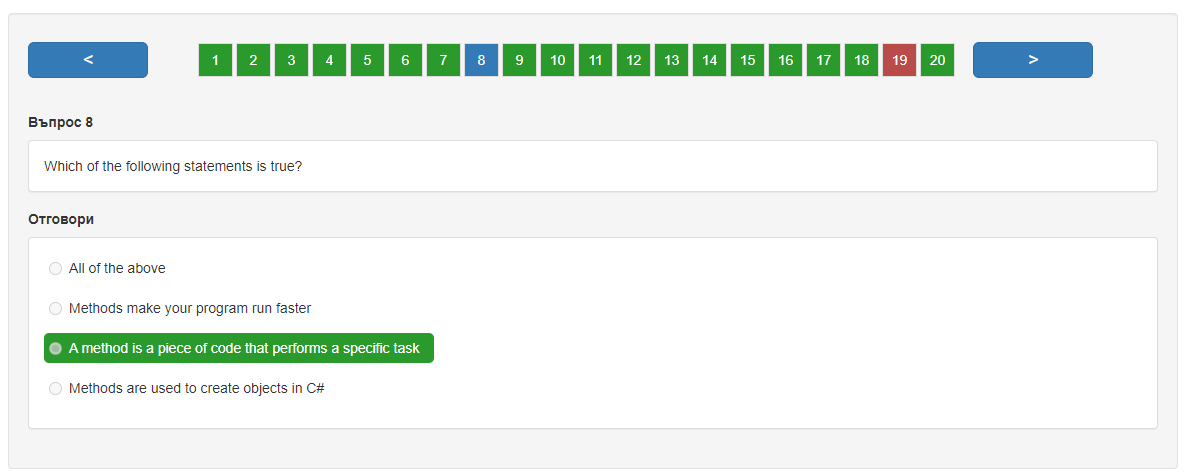 < 1 2 3 4 5 6 7 8 9 10 11 12 13 14 15 16 17 18 19 20 >
Въпрос 8
Which of the following statements is true?
Отговори
All of the above
Methods make your program run faster
A method is a piece of code that performs a specific task
Methods are used to create objects in C#